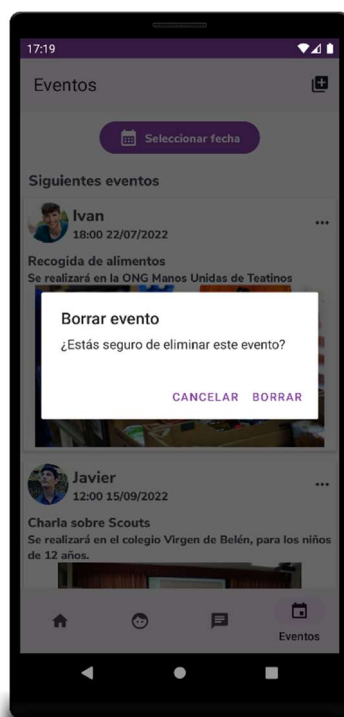 17:19
Eventos
Seleccionar fecha
Siguientes eventos
Ivan
18:00 22/07/2022
Recogida de alimentos
Se realizará en la ONG Manos Unidas de Teatinos
Borrar evento
¿Estás seguro de eliminar este evento?
CANCELAR BORRAR
Javier
12:00 15/09/2022
Charla sobre Scouts
Se realizará en el colegio Virgen de Belén, para los niños
de 12 años.
Eventos